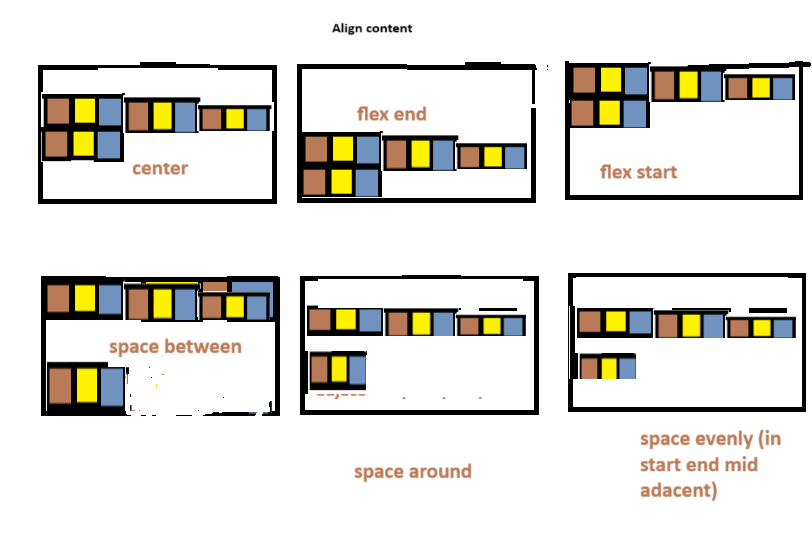 Align content
flex end
center
flex start
space between
space around
space evenly (in
start end mid
adacent)